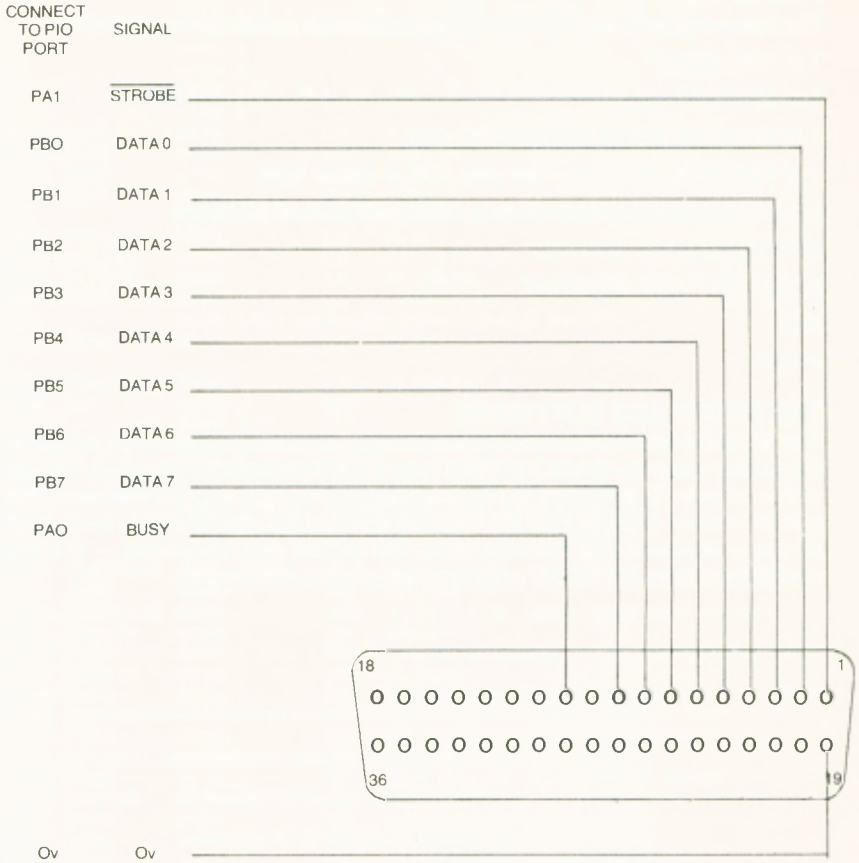 CONNECT
TO PIO
PORT
SIGNAL
PA1 STROBE
PBO DATA 0
PB1 DATA 1
PB2 DATA 2
PB3 DATA 3
PB4 DATA 4
PB5 DATA 5
PB6 DATA 6
PB7 DATA 7
PAO BUSY
18 1
36 19
Ov Ov